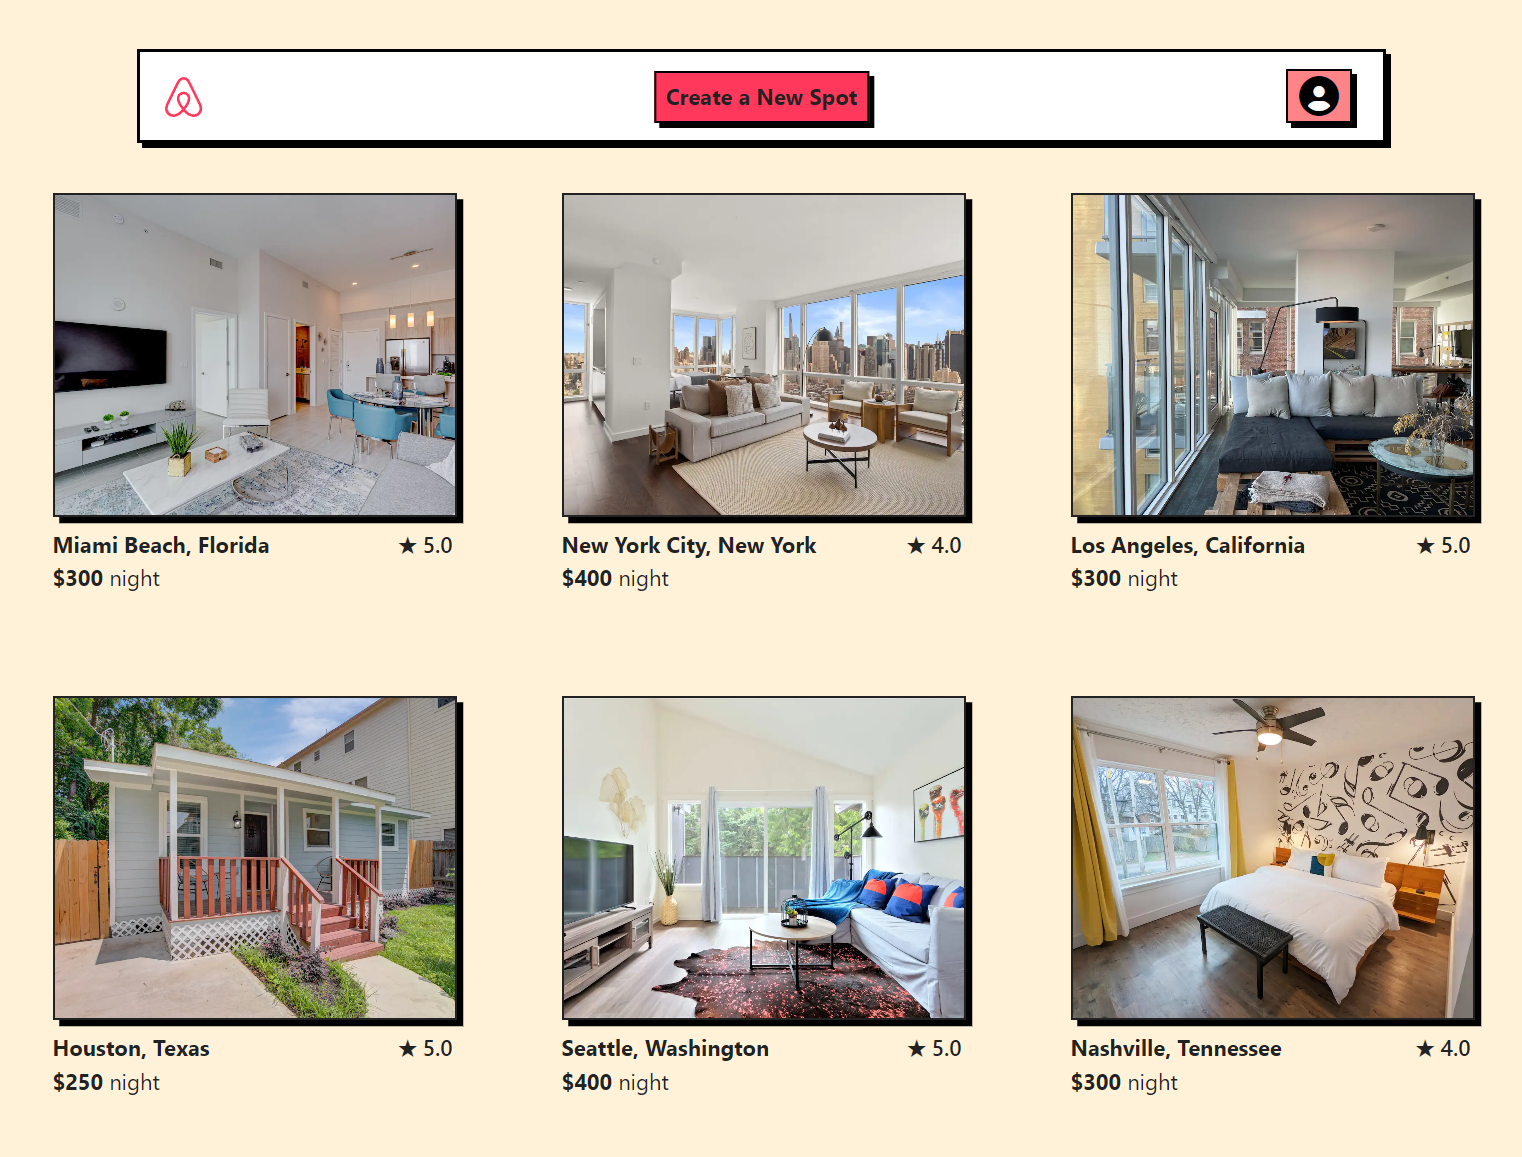 Create a New Spot
Miami Beach, Florida ★ 5.0
$300 night
New York City, New York ★ 4.0
$400 night
Los Angeles, California ★ 5.0
$300 night
Houston, Texas ★ 5.0
$250 night
Seattle, Washington ★ 5.0
$400 night
Nashville, Tennessee ★ 4.0
$300 night